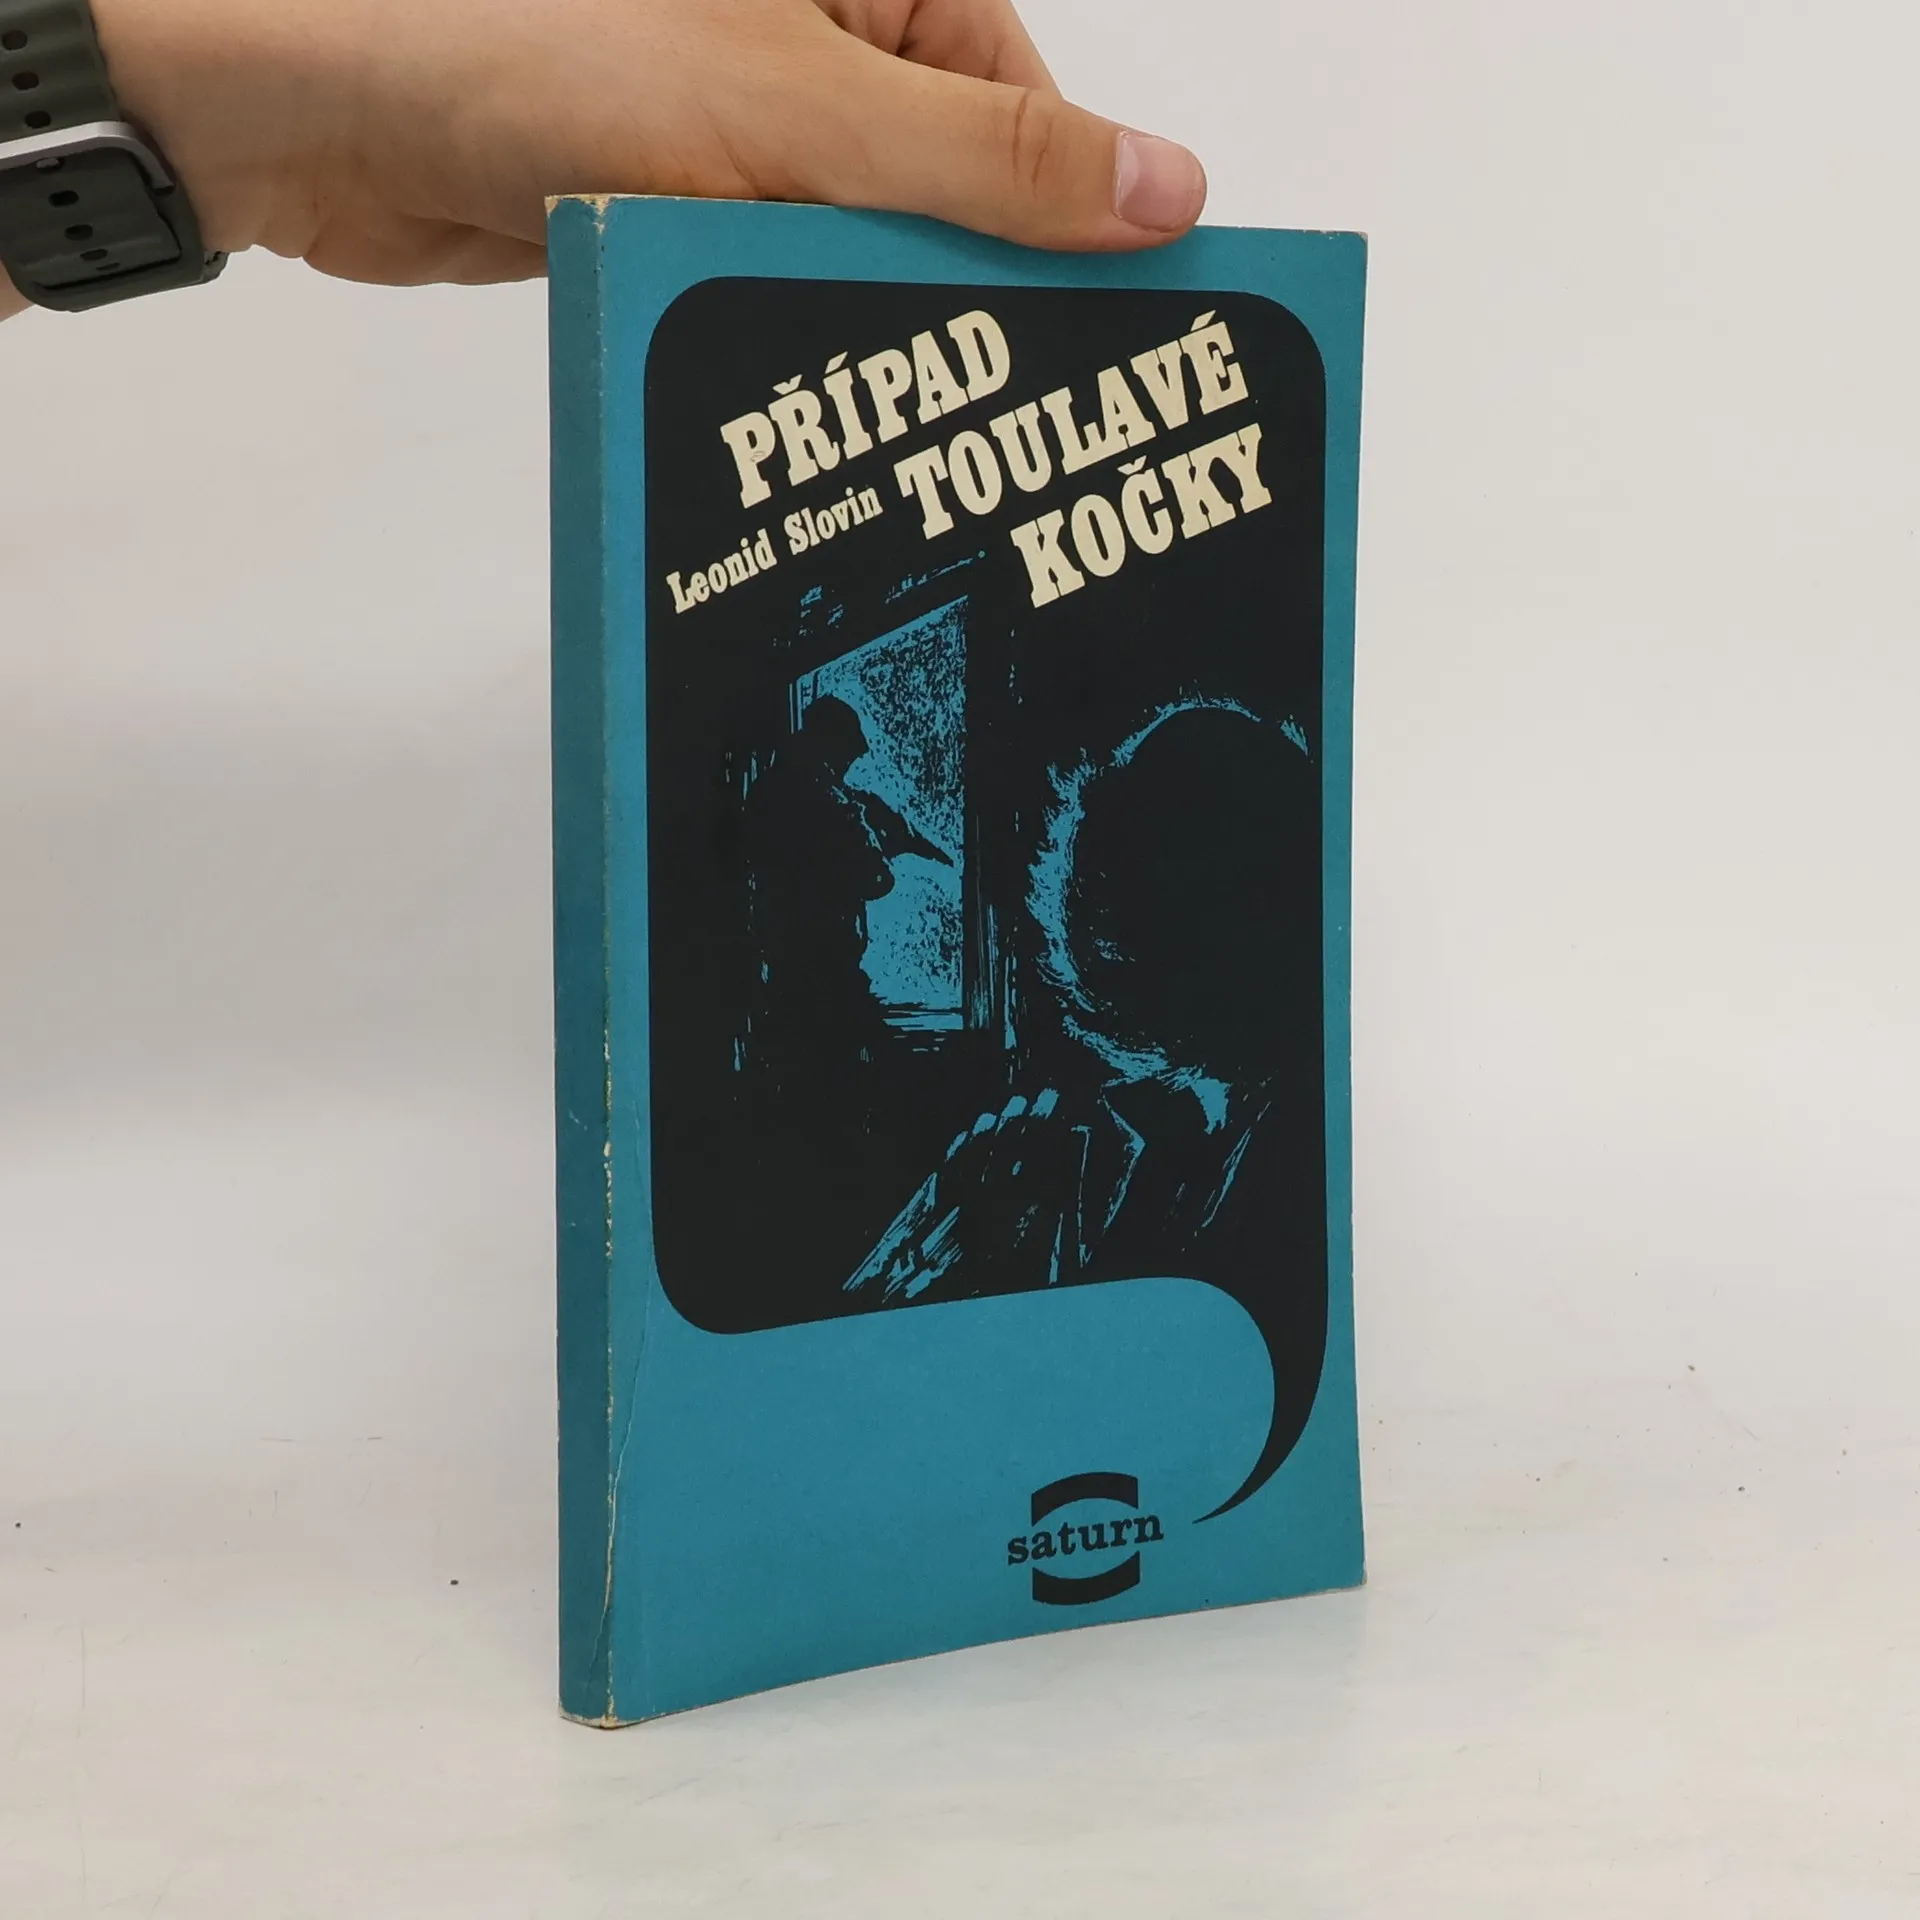 PŘÍPAD
TOULAVÉ
KOČKY
Leonid Slovin
saturn